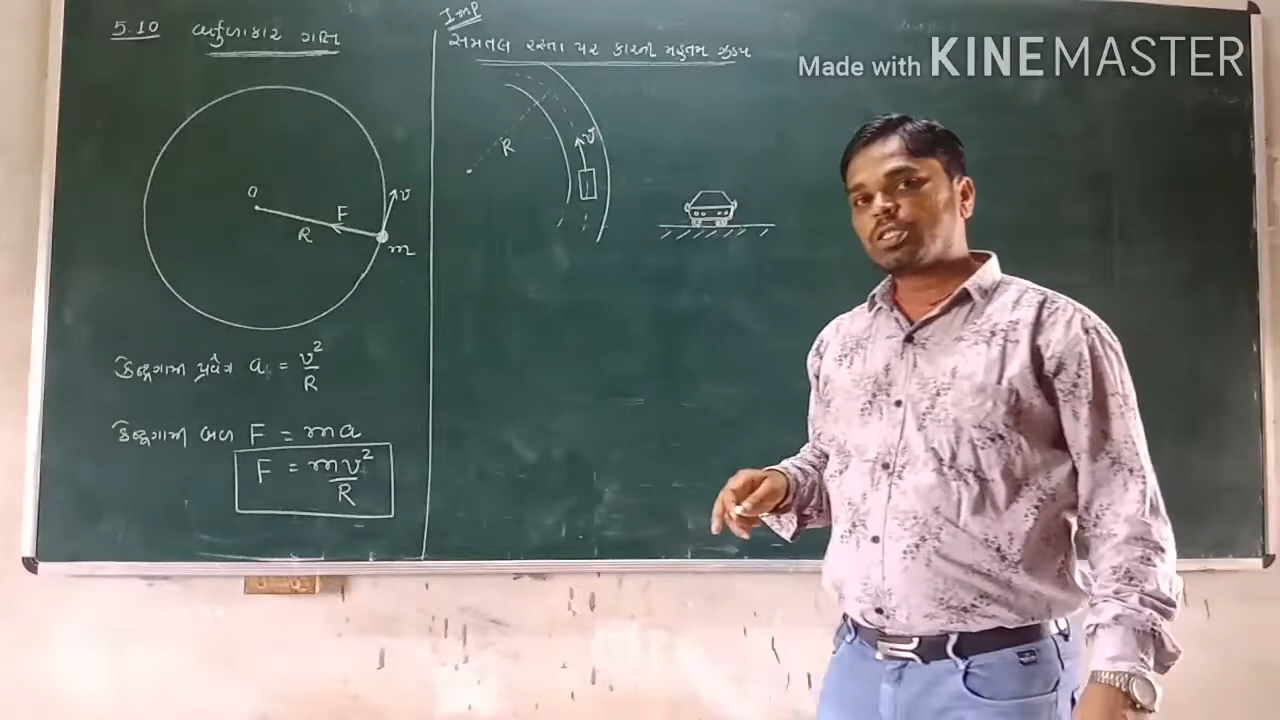 5.10 વર્તુળાકાર ગતિ
O
F
R
v
m
કેન્દ્રગામી પ્રવેગ a = v²/R
કેન્દ્રગામી બળ F = ma
F = mv²/R
Imp
સમતલ રસ્તા પર કારની મહત્તમ ઝડપ
R
v
Made with KINEMASTER